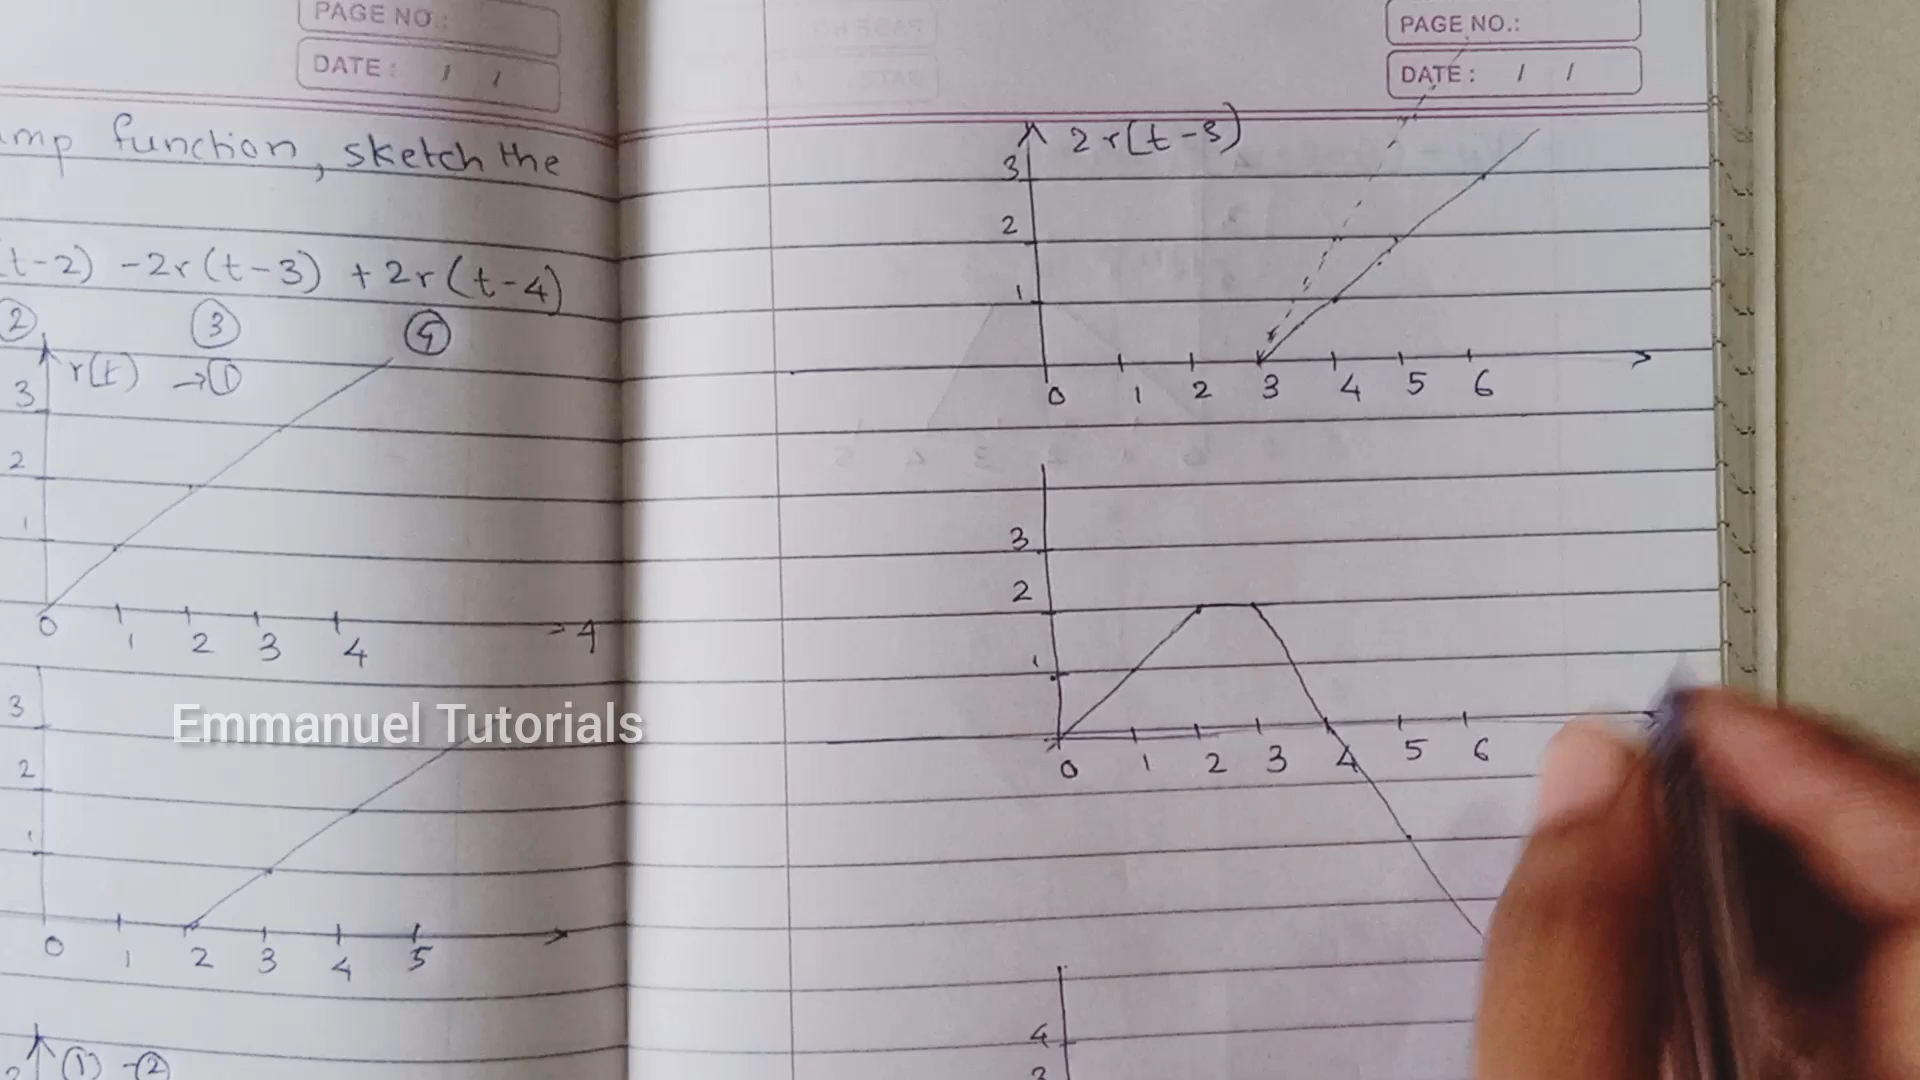 PAGE NO.:
DATE: / /
mp function, sketch the
t-2) -2r(t-3) +2r(t-4)
2 3 4
r(t) →1
3
2
1
0 1 2 3 4
3
2
1
0 1 2 3 4 5
(1) -(2)
Emmanuel Tutorials
PAGE NO.:
DATE: / /
2r(t-3)
3
2
1
0 1 2 3 4 5 6
3
2
1
0 1 2 3 4 5 6
4